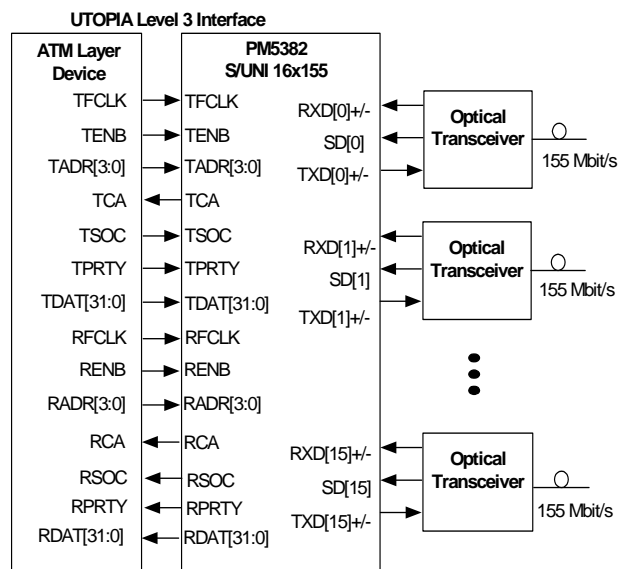 UTOPIA Level 3 Interface
ATM Layer
Device
TFCLK
TENB
TADR[3:0]
TCA
TSOC
TPRTY
TDAT[31:0]
RFCLK
RENB
RADR[3:0]
RCA
RSOC
RPRTY
RDAT[31:0]
PM5382
S/UNI 16x155
TFCLK
TENB
TADR[3:0]
TCA
TSOC
TPRTY
TDAT[31:0]
RFCLK
RENB
RADR[3:0]
RCA
RSOC
RPRTY
RDAT[31:0]
RXD[0]+/-
SD[0]
TXD[0]+/-
Optical
Transceiver
155 Mbit/s
RXD[1]+/-
SD[1]
TXD[1]+/-
Optical
Transceiver
155 Mbit/s
RXD[15]+/-
SD[15]
TXD[15]+/-
Optical
Transceiver
155 Mbit/s